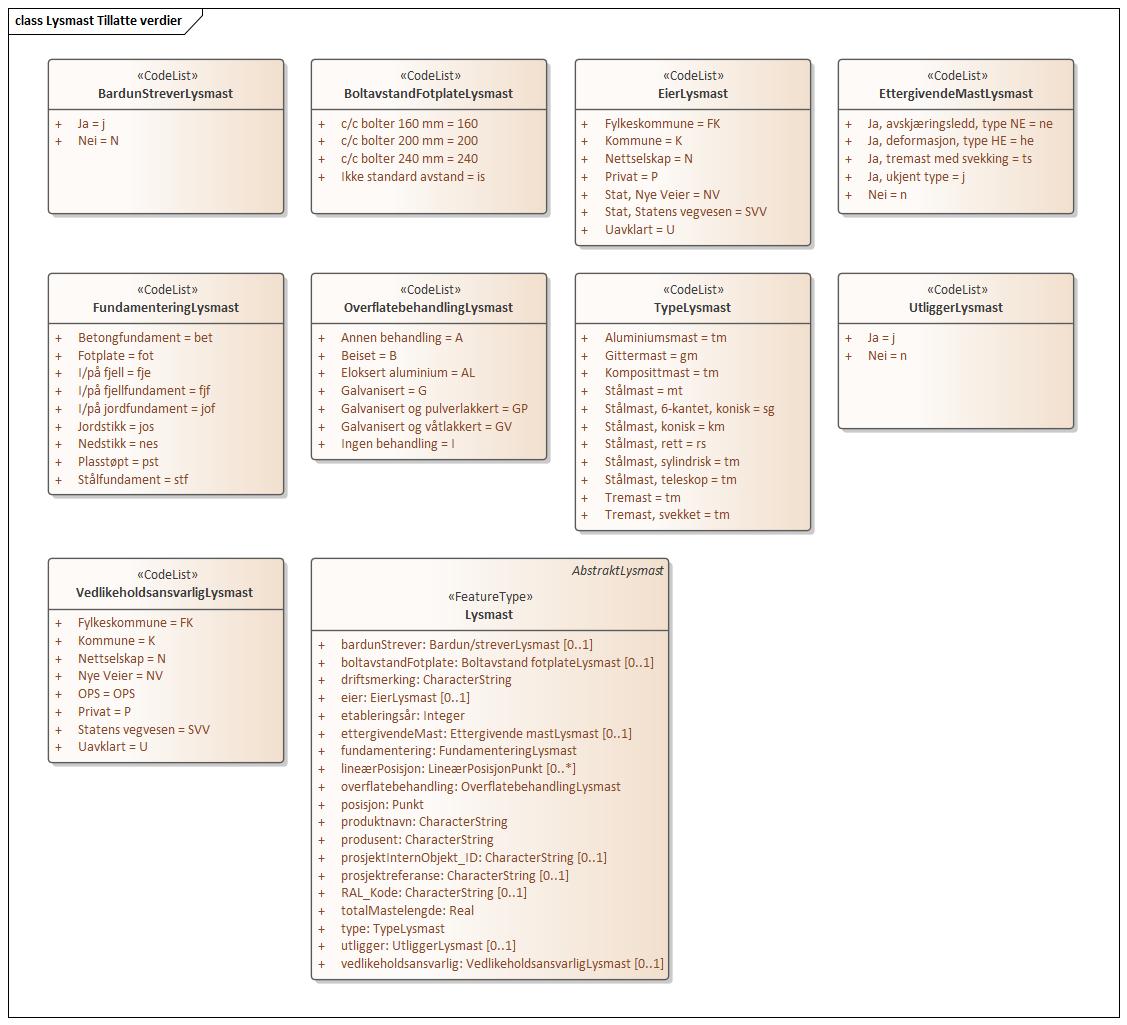 class Lysmast Tillatte verdier
«CodeList»
BardunStreverLysmast
+ Ja = j
+ Nei = N
«CodeList»
BoltavstandFotplateLysmast
+ c/c bolter 160 mm = 160
+ c/c bolter 200 mm = 200
+ c/c bolter 240 mm = 240
+ Ikke standard avstand = is
«CodeList»
EierLysmast
+ Fylkeskommune = FK
+ Kommune = K
+ Nettselskap = N
+ Privat = P
+ Stat, Nye Veier = NV
+ Stat, Statens vegvesen = SVV
+ Uavklart = U
«CodeList»
EttergivendeMastLysmast
+ Ja, avskjæringsledd, type NE = ne
+ Ja, deformasjon, type HE = he
+ Ja, tremast med svekking = ts
+ Ja, ukjent type = j
+ Nei = n
«CodeList»
FundamenteringLysmast
+ Betongfundament = bet
+ Fotplate = fot
+ I/på fjell = fje
+ I/på fjellfundament = fjf
+ I/på jordfundament = jof
+ Jordstikk = jos
+ Nedstikk = nes
+ Plasstøpt = pst
+ Stålfundament = stf
«CodeList»
OverflatebehandlingLysmast
+ Annen behandling = A
+ Beiset = B
+ Eloksert aluminium = AL
+ Galvanisert = G
+ Galvanisert og pulverlakkert = GP
+ Galvanisert og våtlakkert = GV
+ Ingen behandling = I
«CodeList»
TypeLysmast
+ Aluminiumsmast = tm
+ Gittermast = gm
+ Komposittmast = tm
+ Stålmast = mt
+ Stålmast, 6-kantet, konisk = sg
+ Stålmast, konisk = km
+ Stålmast, rett = rs
+ Stålmast, sylindrisk = tm
+ Stålmast, teleskop = tm
+ Tremast = tm
+ Tremast, svekket = tm
«CodeList»
UtliggerLysmast
+ Ja = j
+ Nei = n
«CodeList»
VedlikeholdsansvarligLysmast
+ Fylkeskommune = FK
+ Kommune = K
+ Nettselskap = N
+ Nye Veier = NV
+ OPS = OPS
+ Privat = P
+ Statens vegvesen = SVV
+ Uavklart = U
AbstraktLysmast
«FeatureType»
Lysmast
+ bardunStrever: Bardun/streverLysmast [0..1]
+ boltavstandFotplate: Boltavstand fotplateLysmast [0..1]
+ driftsmerking: CharacterString
+ eier: EierLysmast [0..1]
+ etableringsår: Integer
+ ettergivendeMast: Ettergivende mastLysmast [0..1]
+ fundamentering: FundamenteringLysmast
+ lineærPosisjon: LineærPosisjonPunkt [0..*]
+ overflatebehandling: OverflatebehandlingLysmast
+ posisjon: Punkt
+ produktnavn: CharacterString
+ produsent: CharacterString
+ prosjektInternObjekt_ID: CharacterString [0..1]
+ prosjektreferanse: CharacterString [0..1]
+ RAL_Kode: CharacterString [0..1]
+ totalMastelengde: Real
+ type: TypeLysmast
+ utligger: UtliggerLysmast [0..1]
+ vedlikeholdsansvarlig: VedlikeholdsansvarligLysmast [0..1]